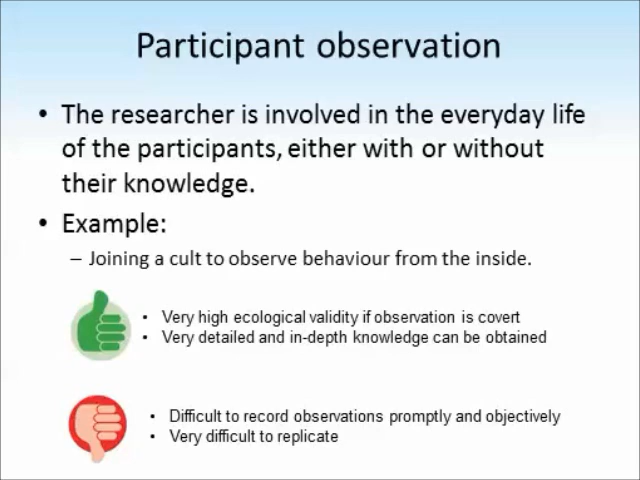 Participant observation
• The researcher is involved in the everyday life
of the participants, either with or without
their knowledge.
• Example:
– Joining a cult to observe behaviour from the inside.
• Very high ecological validity if observation is covert
• Very detailed and in-depth knowledge can be obtained
• Difficult to record observations promptly and objectively
• Very difficult to replicate